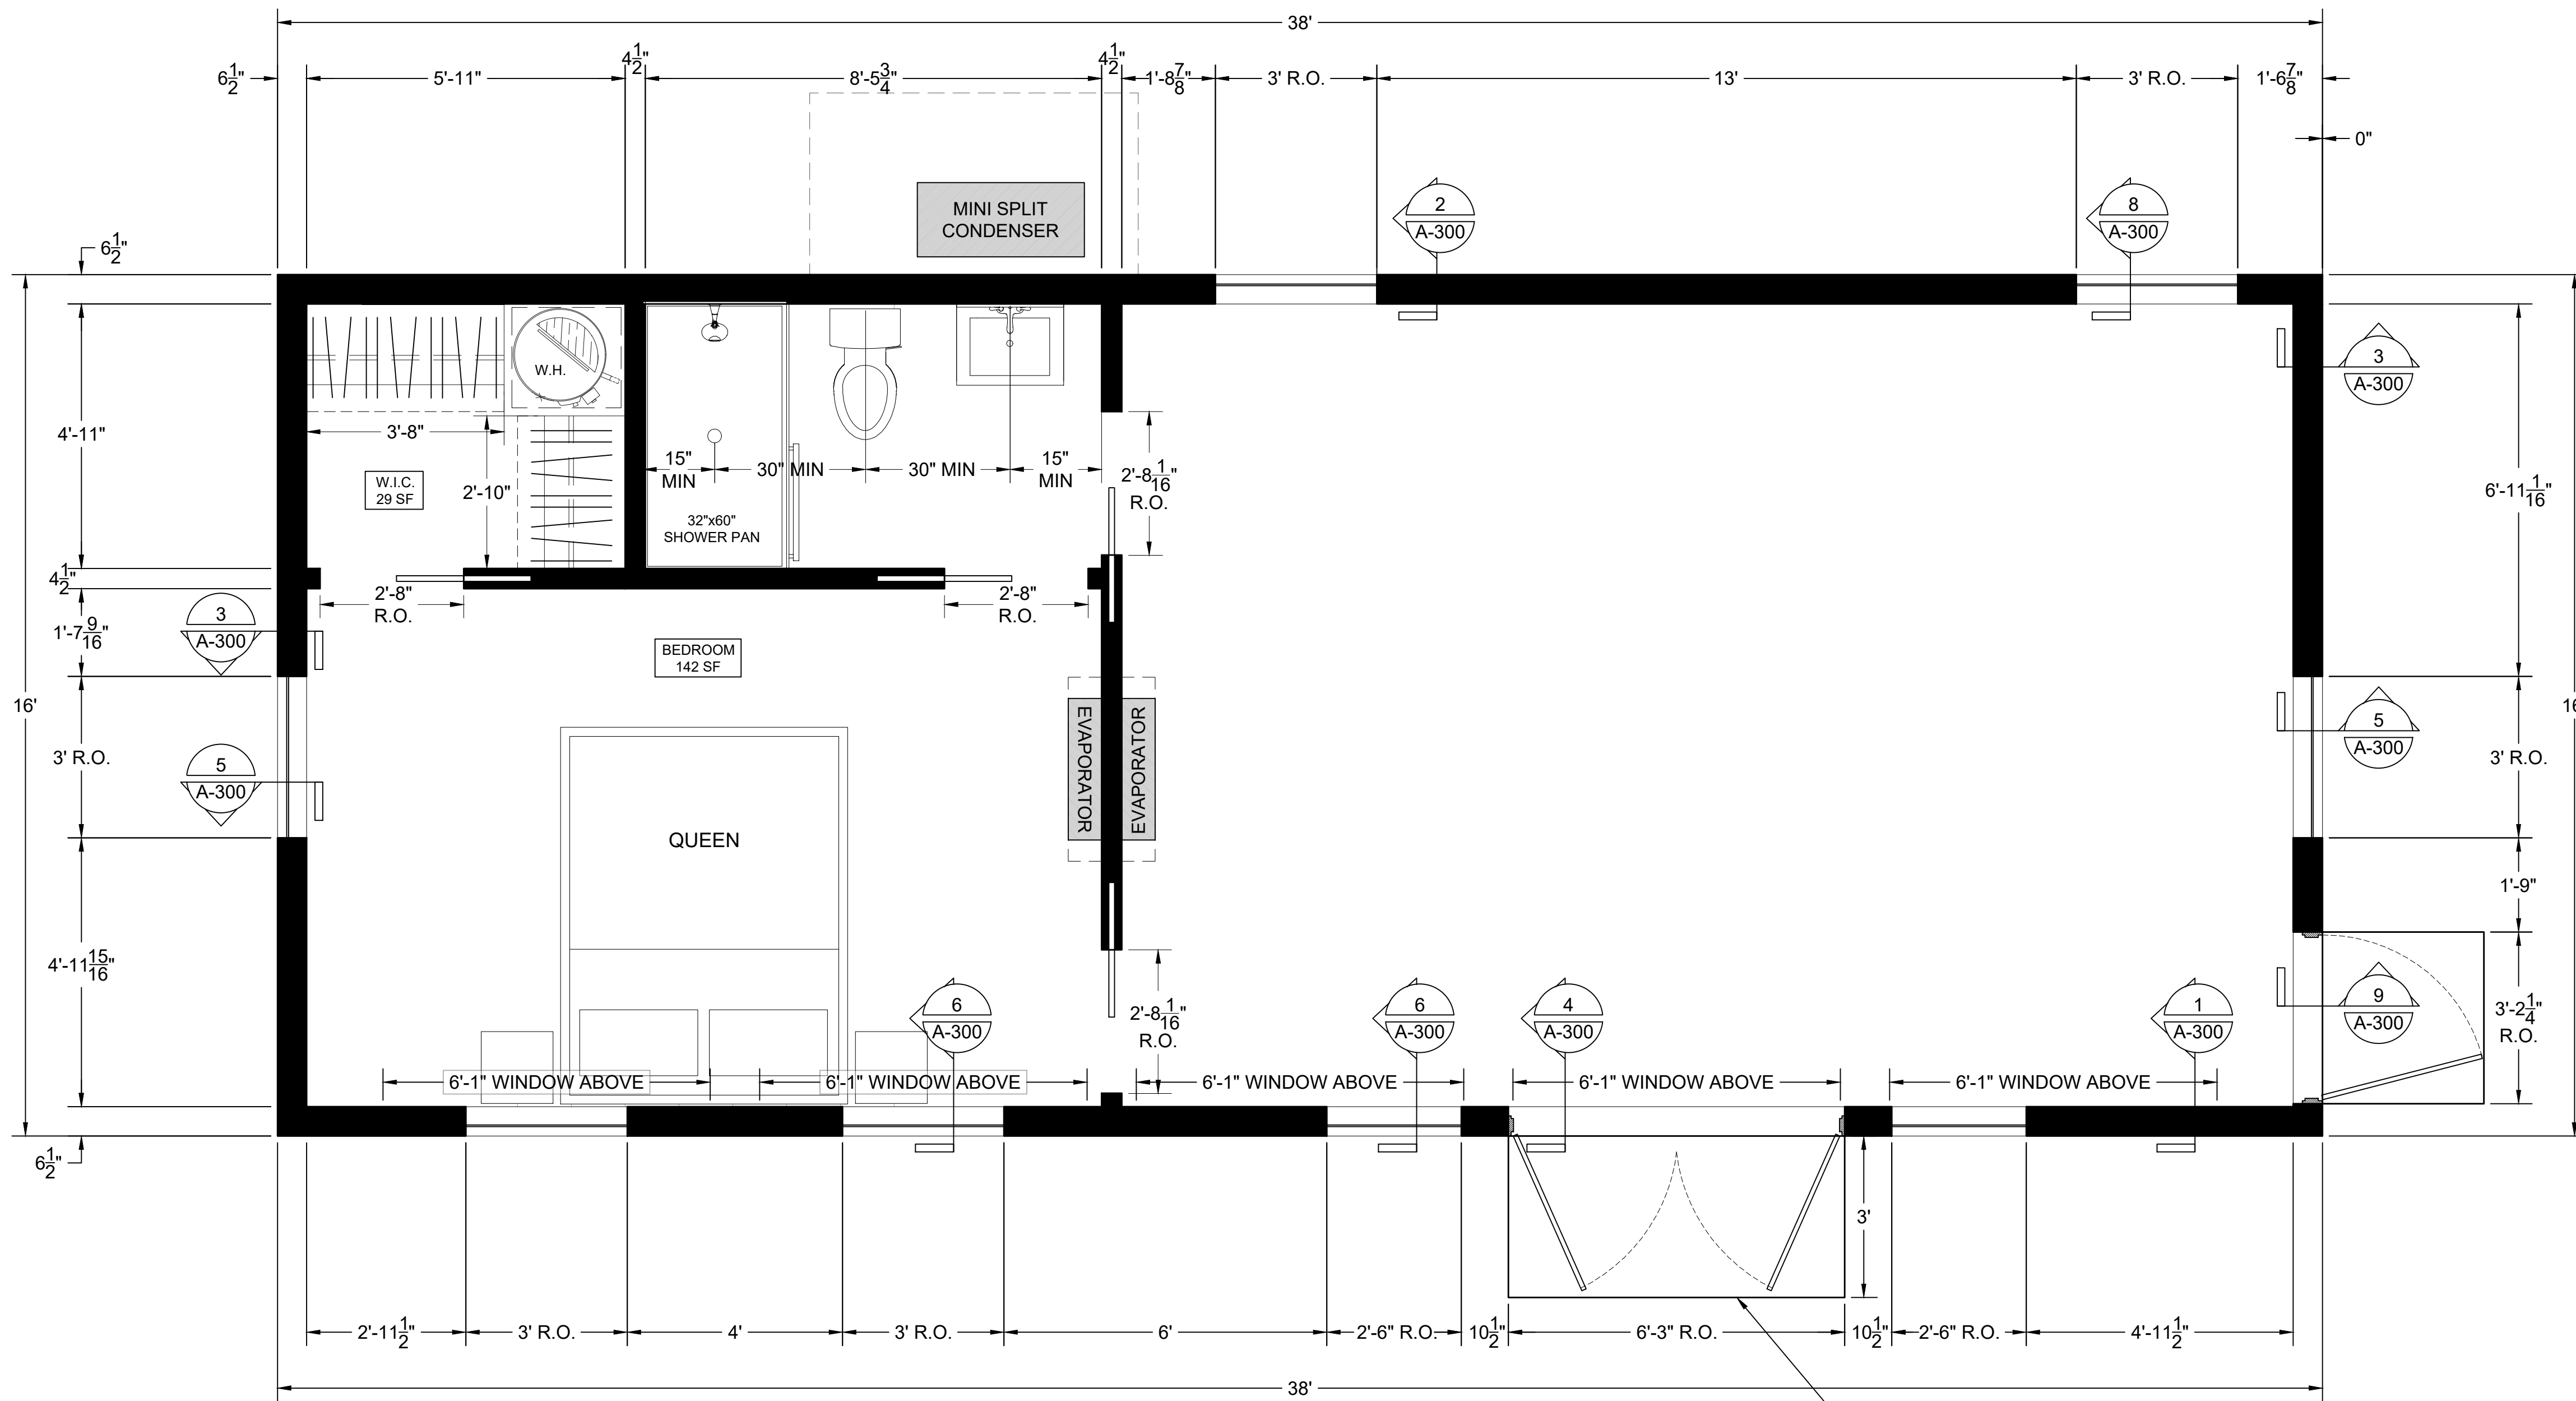 38'
6 1/2"
5'-11"
4 1/2"
8'-5 3/4"
4 1/2"
1'-8 7/8"
3' R.O.
13'
3' R.O.
1'-6 7/8"
0"
MINI SPLIT
CONDENSER
2
A-300
8
A-300
6 1/2"
W.H.
3
A-300
4'-11"
3'-8"
W.I.C.
29 SF
2'-10"
15"
MIN
30" MIN
30" MIN
15"
MIN
2'-8 1/16"
R.O.
6'-11 1/16"
32"x60"
SHOWER PAN
4 1/2"
2'-8"
R.O.
2'-8"
R.O.
3
A-300
1'-7 9/16"
BEDROOM
142 SF
16'
5
A-300
3' R.O.
5
A-300
3' R.O.
EVAPORATOR
EVAPORATOR
QUEEN
1'-9"
4'-11 15/16"
6
A-300
2'-8 1/16"
R.O.
6
A-300
4
A-300
1
A-300
9
A-300
3'-2 1/4"
R.O.
6'-1" WINDOW ABOVE
6'-1" WINDOW ABOVE
6'-1" WINDOW ABOVE
6'-1" WINDOW ABOVE
6'-1" WINDOW ABOVE
6 1/2"
3'
2'-11 1/2"
3' R.O.
4'
3' R.O.
6'
2'-6" R.O.
10 1/2"
6'-3" R.O.
10 1/2"
2'-6" R.O.
4'-11 1/2"
38'